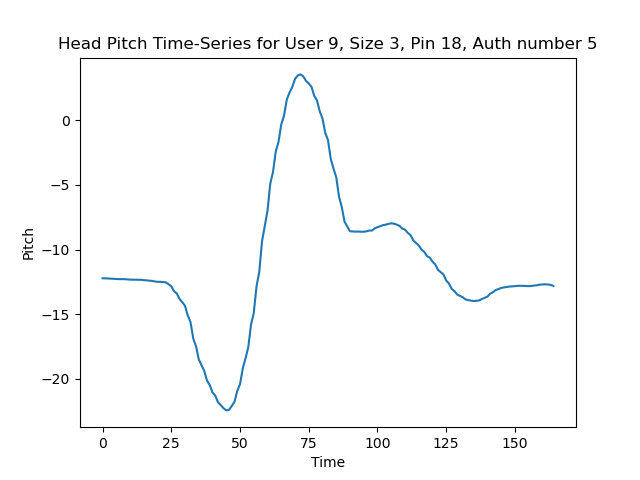 Head Pitch Time-Series for User 9, Size 3, Pin 18, Auth number 5
0
−5
−10
−15
−20
Pitch
0 25 50 75 100 125 150
Time